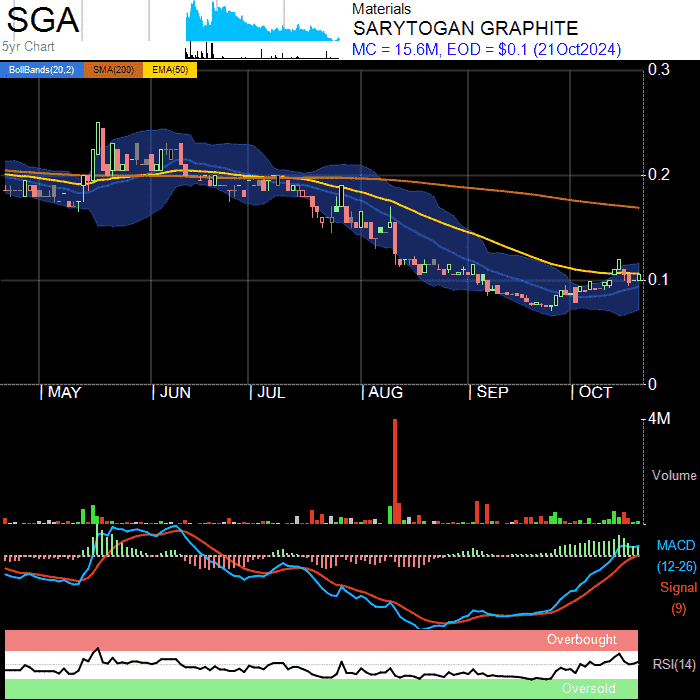 SGA
5yr Chart
Materials
SARYTOGAN GRAPHITE
MC = 15.6M, EOD = $0.1 (21Oct2024)
BollBands(20,2) SMA(200) EMA(50)
0.3
0.2
0.1
0
MAY JUN JUL AUG SEP OCT
4M
Volume
MACD
(12-26)
Signal
(9)
Overbought
RSI(14)
Oversold